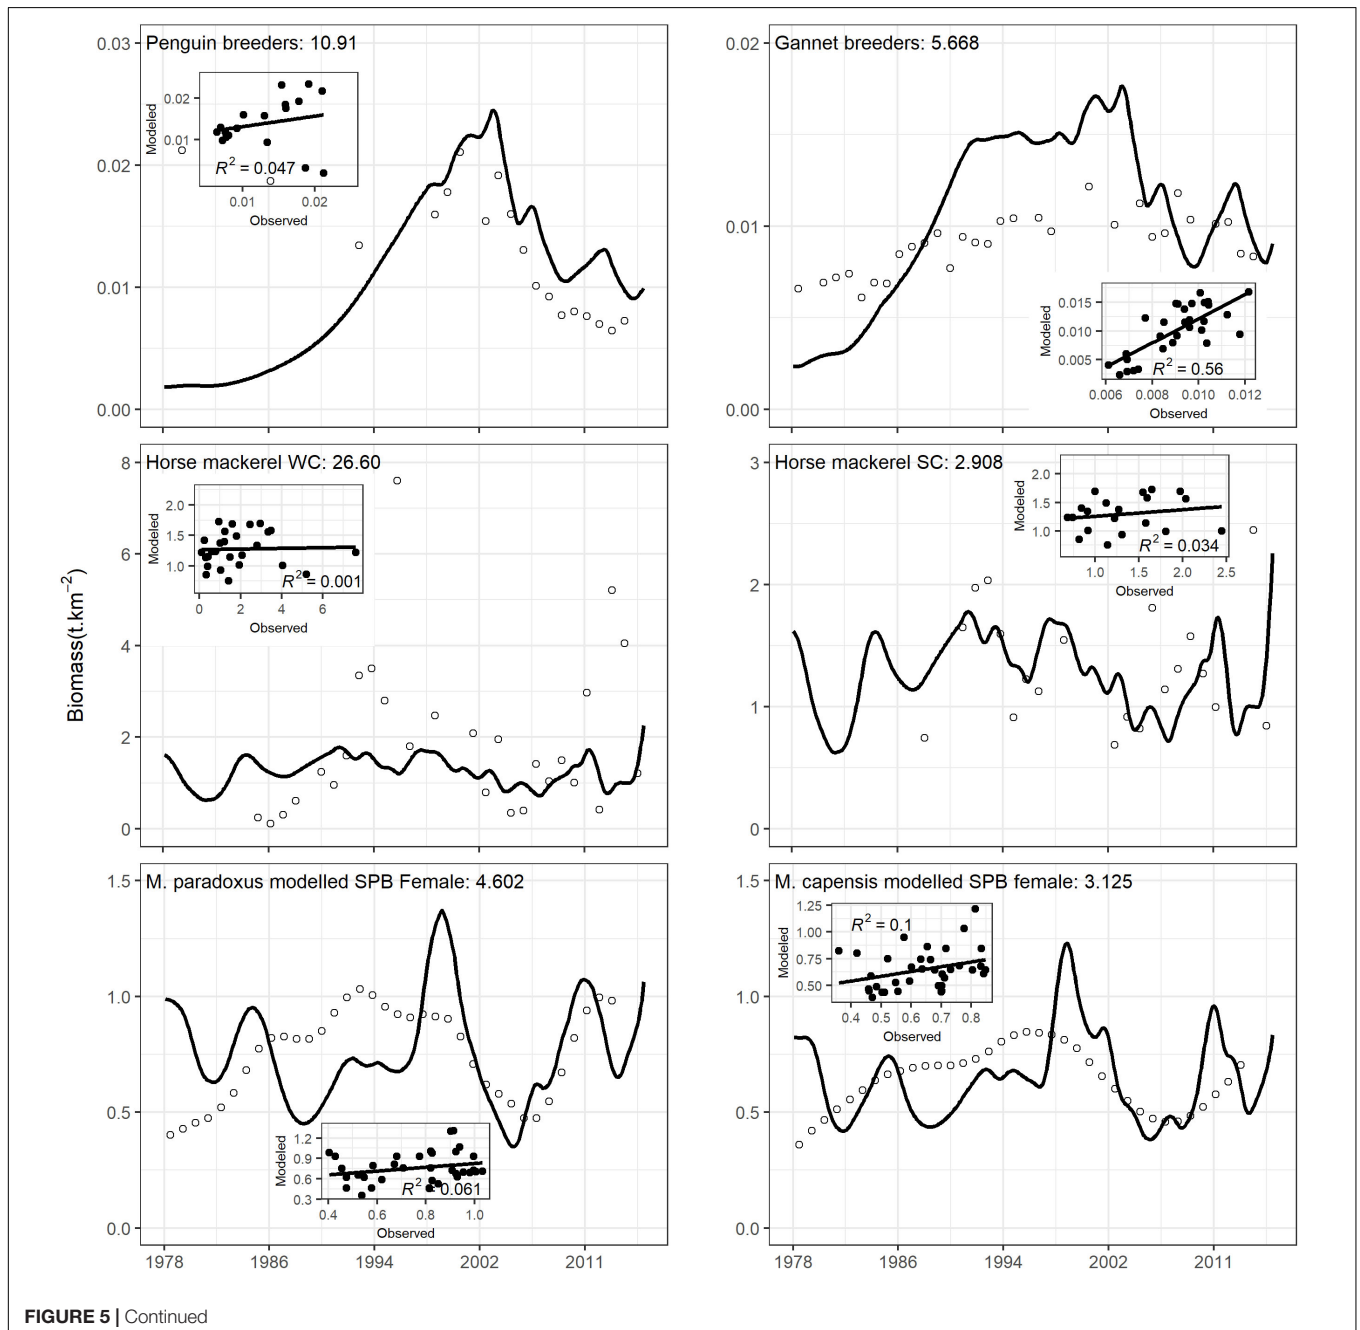 Biomass(t.km−2)
Penguin breeders: 10.91
0.03
0.02
0.01
0.00
Modeled
0.02
0.01
R2 = 0.047
0.01 0.02
Observed
Gannet breeders: 5.668
0.02
0.01
0.00
Modeled
0.015
0.010
0.005
R2 = 0.56
0.006 0.008 0.010 0.012
Observed
Horse mackerel WC: 26.60
8
6
4
2
0
Modeled
2.0
1.5
1.0
R2 = 0.001
0 2 4 6
Observed
Horse mackerel SC: 2.908
3
2
1
0
Modeled
2.0
1.5
1.0
R2 = 0.034
1.0 1.5 2.0 2.5
Observed
M. paradoxus modelled SPB Female: 4.602
1.5
1.0
0.5
0.0
Modeled
1.2
0.9
0.6
0.3
R2 = 0.061
0.4 0.6 0.8 1.0
Observed
1978 1986 1994 2002 2011
M. capensis modelled SPB female: 3.125
1.5
1.0
0.5
0.0
Modeled
1.25
1.00
0.75
0.50
R2 = 0.1
0.4 0.5 0.6 0.7 0.8
Observed
1978 1986 1994 2002 2011
FIGURE 5 | Continued